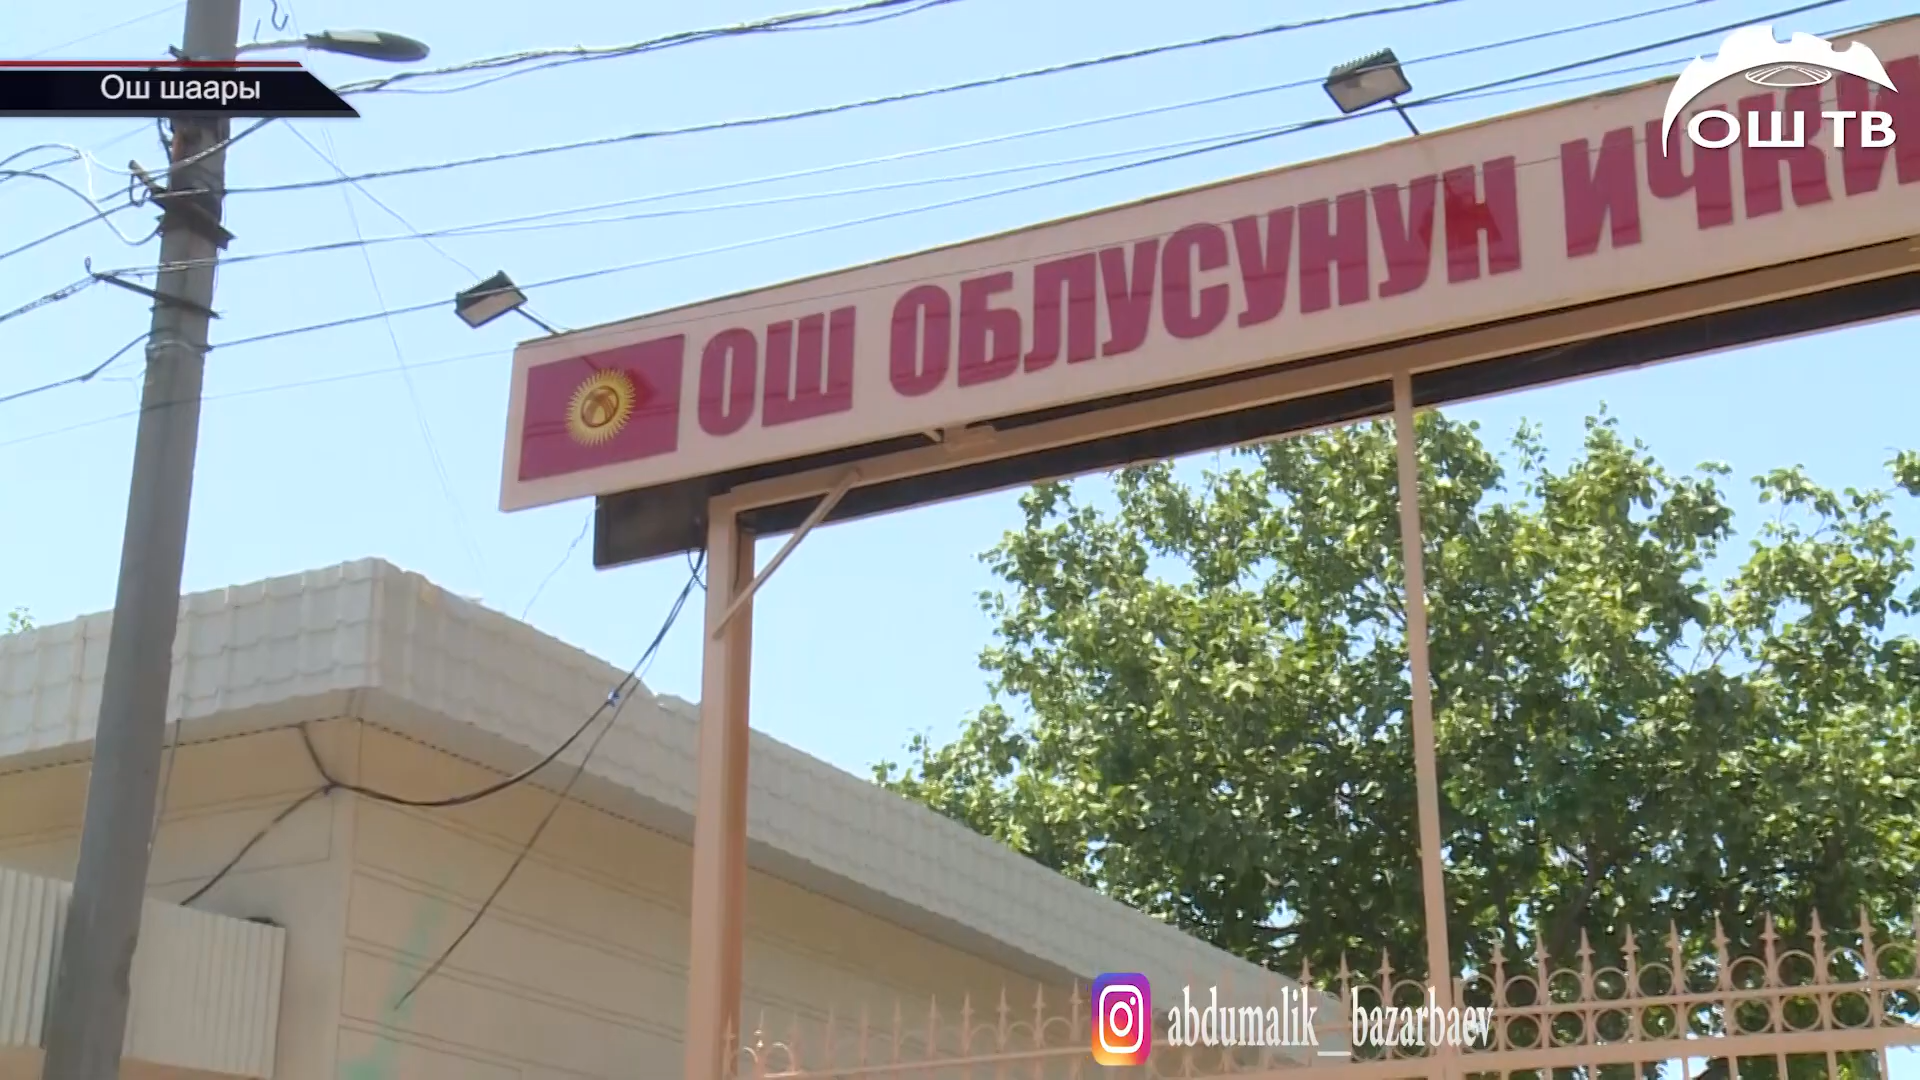 Ош шаары
ОШ ТВ
ОШ ОБЛУСУНУН ИЧКИ
abdumalik_bazarbaev